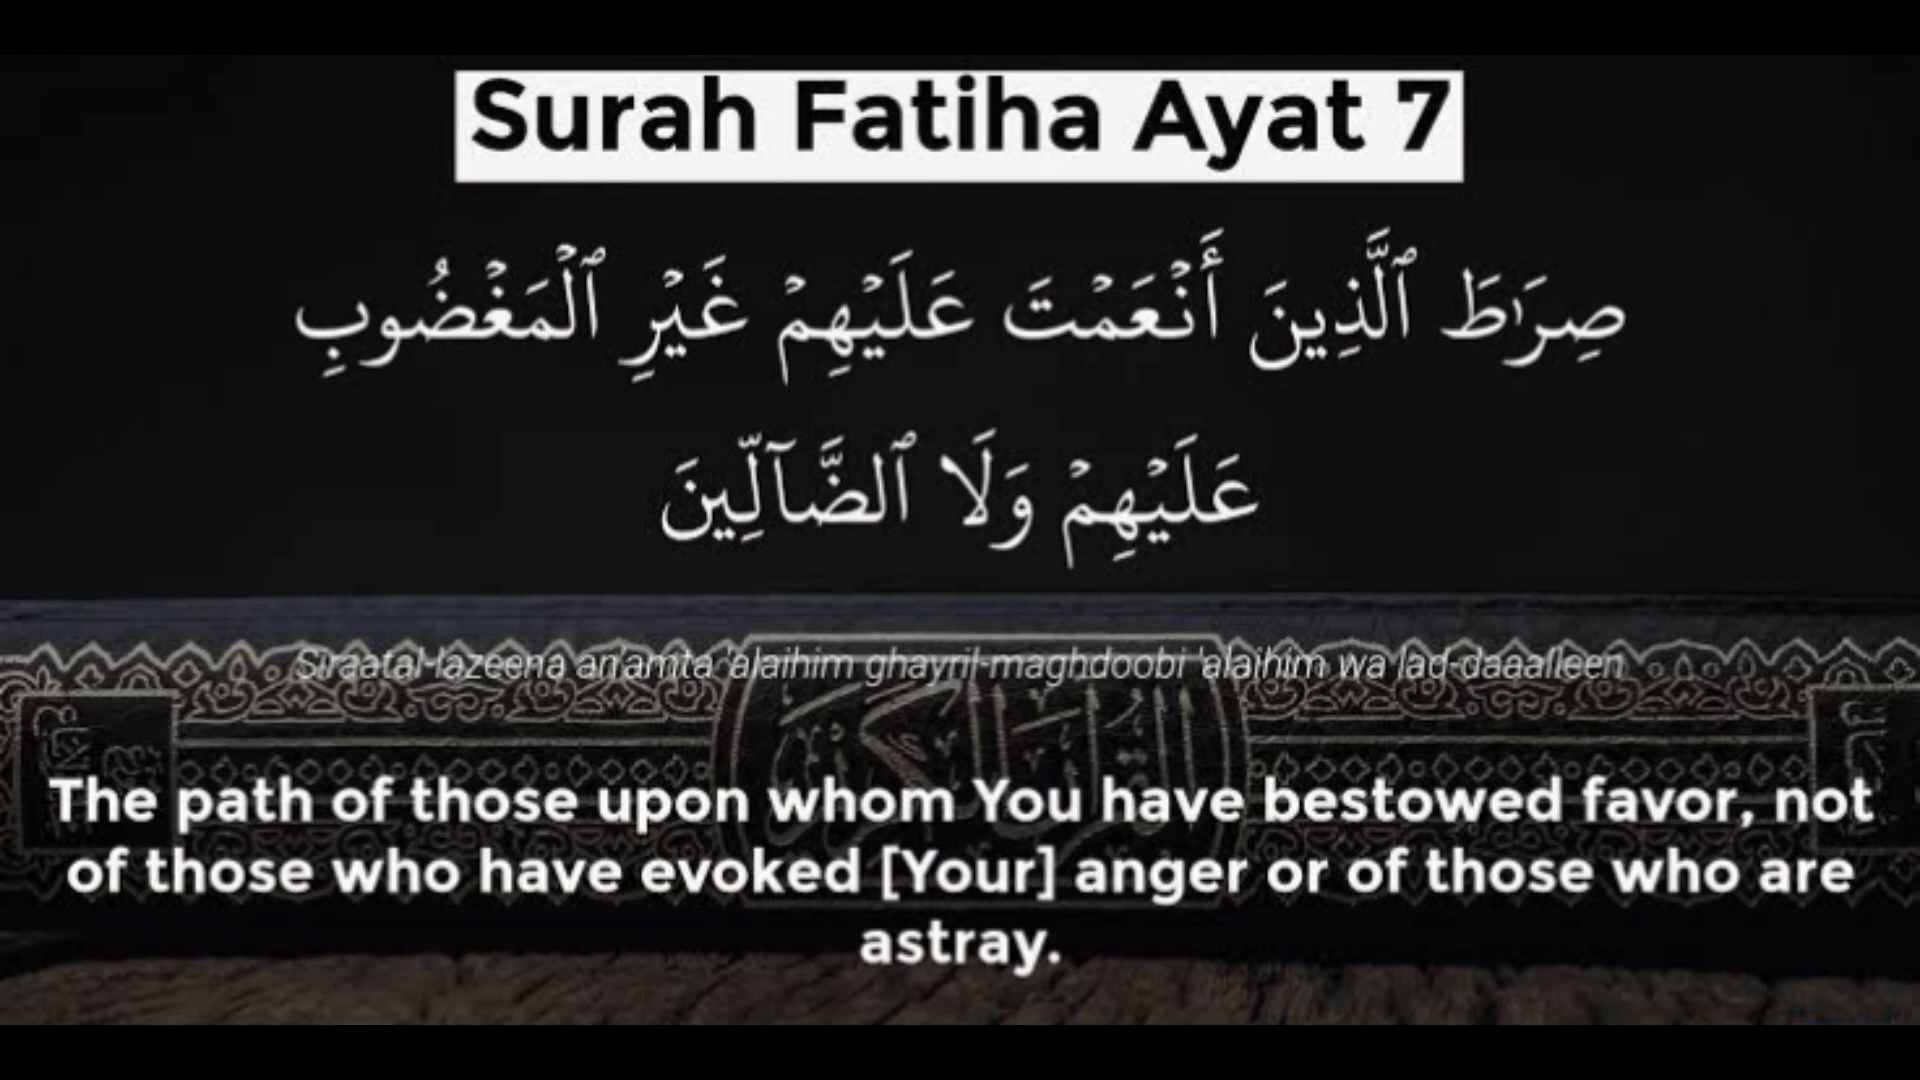 Surah Fatiha Ayat 7
صِرَٰطَ ٱلَّذِينَ أَنْعَمْتَ عَلَيْهِمْ غَيْرِ ٱلْمَغْضُوبِ
عَلَيْهِمْ وَلَا ٱلضَّآلِّينَ
Siraatal-lazeena an'amta 'alaihim ghayril-maghdoobi 'alaihim wa lad-daaalleen
القرآن الكريم
The path of those upon whom You have bestowed favor, not
of those who have evoked [Your] anger or of those who are
astray.